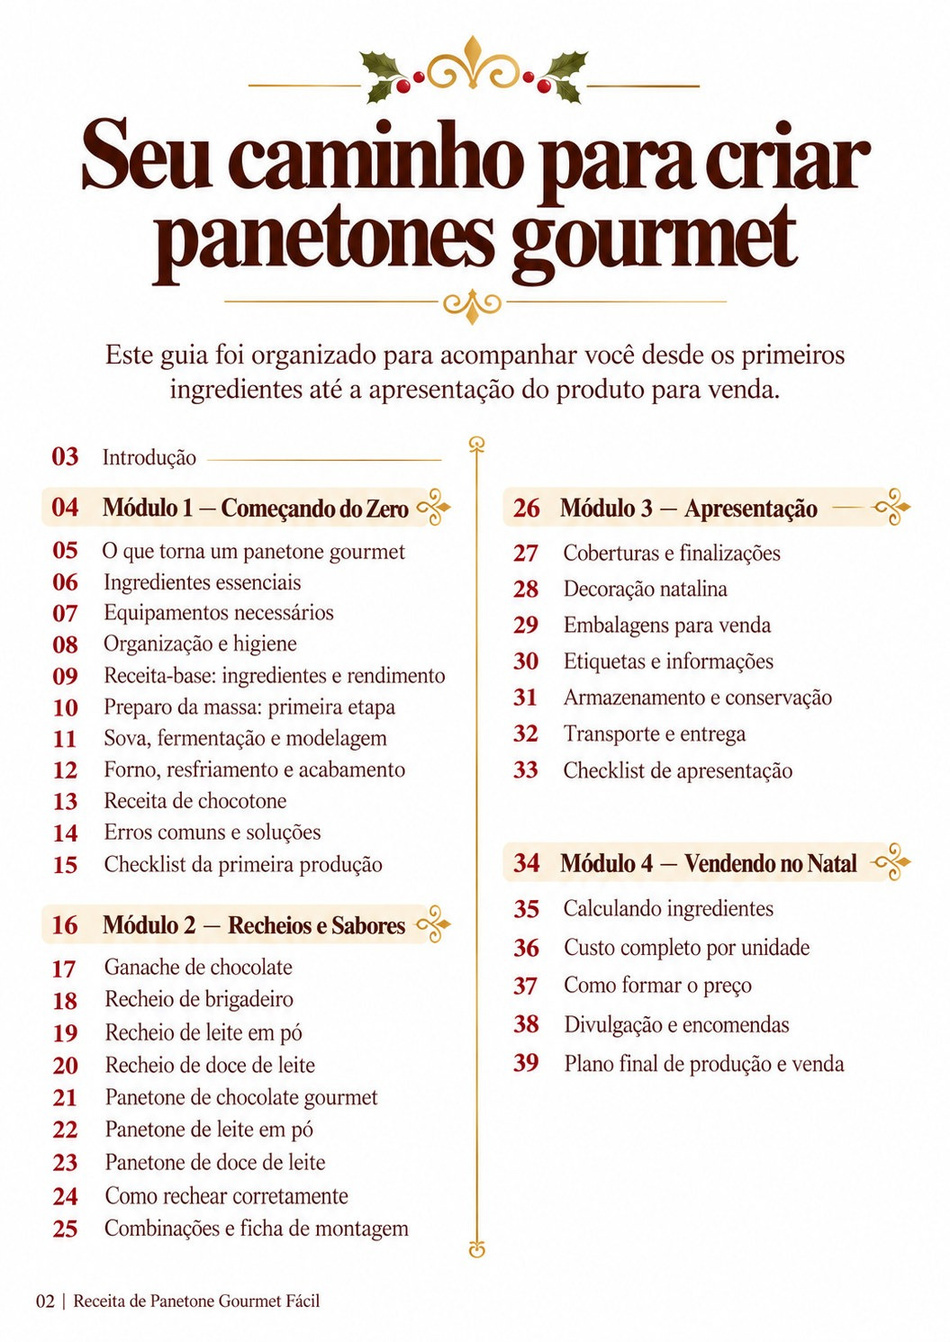 Seu caminho para criar
panetones gourmet
Este guia foi organizado para acompanhar você desde os primeiros
ingredientes até a apresentação do produto para venda.
03 Introdução
04 Módulo 1 — Começando do Zero
05 O que torna um panetone gourmet
06 Ingredientes essenciais
07 Equipamentos necessários
08 Organização e higiene
09 Receita-base: ingredientes e rendimento
10 Preparo da massa: primeira etapa
11 Sova, fermentação e modelagem
12 Forno, resfriamento e acabamento
13 Receita de chocotone
14 Erros comuns e soluções
15 Checklist da primeira produção
16 Módulo 2 — Recheios e Sabores
17 Ganache de chocolate
18 Recheio de brigadeiro
19 Recheio de leite em pó
20 Recheio de doce de leite
21 Panetone de chocolate gourmet
22 Panetone de leite em pó
23 Panetone de doce de leite
24 Como rechear corretamente
25 Combinações e ficha de montagem
26 Módulo 3 — Apresentação
27 Coberturas e finalizações
28 Decoração natalina
29 Embalagens para venda
30 Etiquetas e informações
31 Armazenamento e conservação
32 Transporte e entrega
33 Checklist de apresentação
34 Módulo 4 — Vendendo no Natal
35 Calculando ingredientes
36 Custo completo por unidade
37 Como formar o preço
38 Divulgação e encomendas
39 Plano final de produção e venda
02 | Receita de Panetone Gourmet Fácil